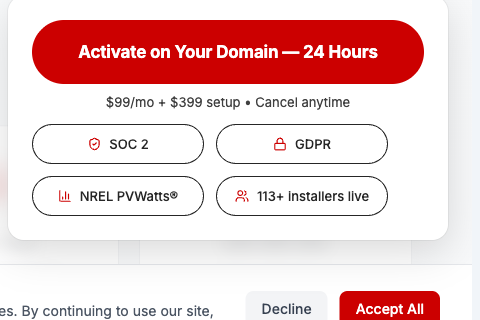 Activate on Your Domain — 24 Hours
$99/mo + $399 setup • Cancel anytime
SOC 2
GDPR
NREL PVWatts®
113+ installers live
es. By continuing to use our site,
Decline
Accept All